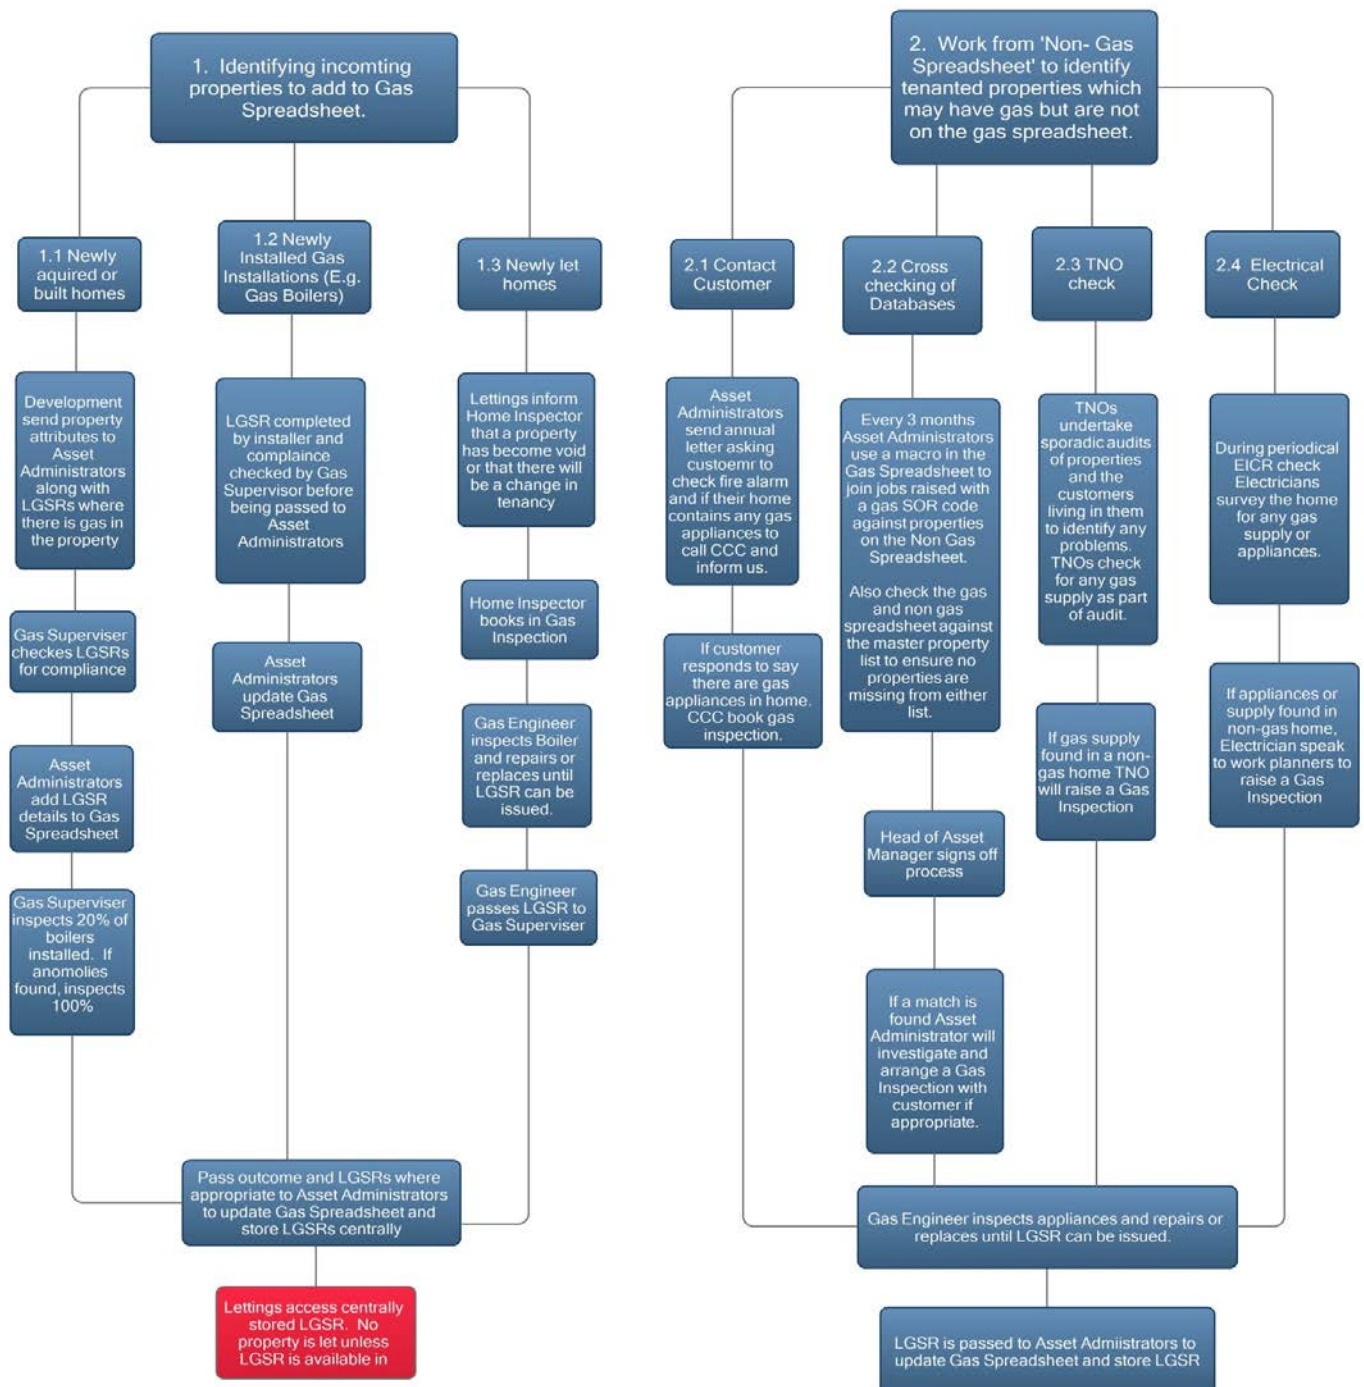 1. Identifying incomting
properties to add to Gas
Spreadsheet.
1.1 Newly
aquired or
built homes
Development
send property
attributes to
Asset
Administrators
along with
LGSRs where
there is gas in
the property
Gas Superviser
checkes LGSRs
for compliance
Asset
Administrators
add LGSR
details to Gas
Spreadsheet
Gas Superviser
inspects 20% of
boilers
installed. If
anomolies
found, inspects
100%
1.2 Newly
Installed Gas
Installations (E.g.
Gas Boilers)
LGSR completed
by installer and
complaince
checked by Gas
Supervisor before
being passed to
Asset
Administrators
Asset
Administrators
update Gas
Spreadsheet
1.3 Newly let
homes
Lettings inform
Home Inspector
that a property
has become void
or that there will
be a change in
tenancy
Home Inspector
books in Gas
Inspection
Gas Engineer
inspects Boiler
and repairs or
replaces until
LGSR can be
issued.
Gas Engineer
passes LGSR to
Gas Superviser
Pass outcome and LGSRs where
appropriate to Asset Administrators
to update Gas Spreadsheet and
store LGSRs centrally
Lettings access centrally
stored LGSR. No
property is let unless
LGSR is available in
2. Work from 'Non- Gas
Spreadsheet' to identify
tenanted properties which
may have gas but are not
on the gas spreadsheet.
2.1 Contact
Customer
Asset
Administrators
send annual
letter asking
custoemr to
check fire alarm
and if their home
contains any gas
appliances to
call CCC and
inform us.
If customer
responds to say
there are gas
appliances in home.
CCC book gas
inspection.
2.2 Cross
checking of
Databases
Every 3 months
Asset Administrators
use a macro in the
Gas Spreadsheet to
join jobs raised with
a gas SOR code
against properties
on the Non Gas
Spreadsheet.
Also check the gas
and non gas
spreadsheet against
the master property
list to ensure no
properties are
missing from either
list.
Head of Asset
Manager signs off
process
If a match is
found Asset
Administrator will
investigate and
arrange a Gas
Inspection with
customer if
appropriate.
2.3 TNO
check
TNOs
undertake
sporadic audits
of properties
and the
customers
living in them
to identify any
problems.
TNOs check
for any gas
supply as part
of audit.
If gas supply
found in a non-
gas home TNO
will raise a Gas
Inspection
2.4 Electrical
Check
During periodical
EICR check
Electricians
survey the home
for any gas
supply or
appliances.
If appliances or
supply found in
non-gas home,
Electrician speak
to work planners to
raise a Gas
Inspection
Gas Engineer inspects appliances and repairs or
replaces until LGSR can be issued.
LGSR is passed to Asset Admiistrators to
update Gas Spreadsheet and store LGSR